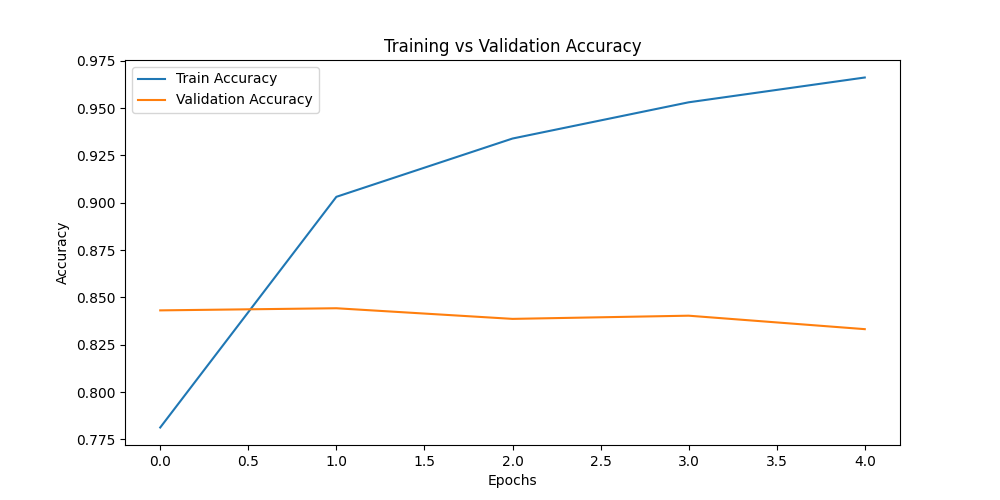 Training vs Validation Accuracy
Train Accuracy
Validation Accuracy
Accuracy
0.975
0.950
0.925
0.900
0.875
0.850
0.825
0.800
0.775
0.0 0.5 1.0 1.5 2.0 2.5 3.0 3.5 4.0
Epochs